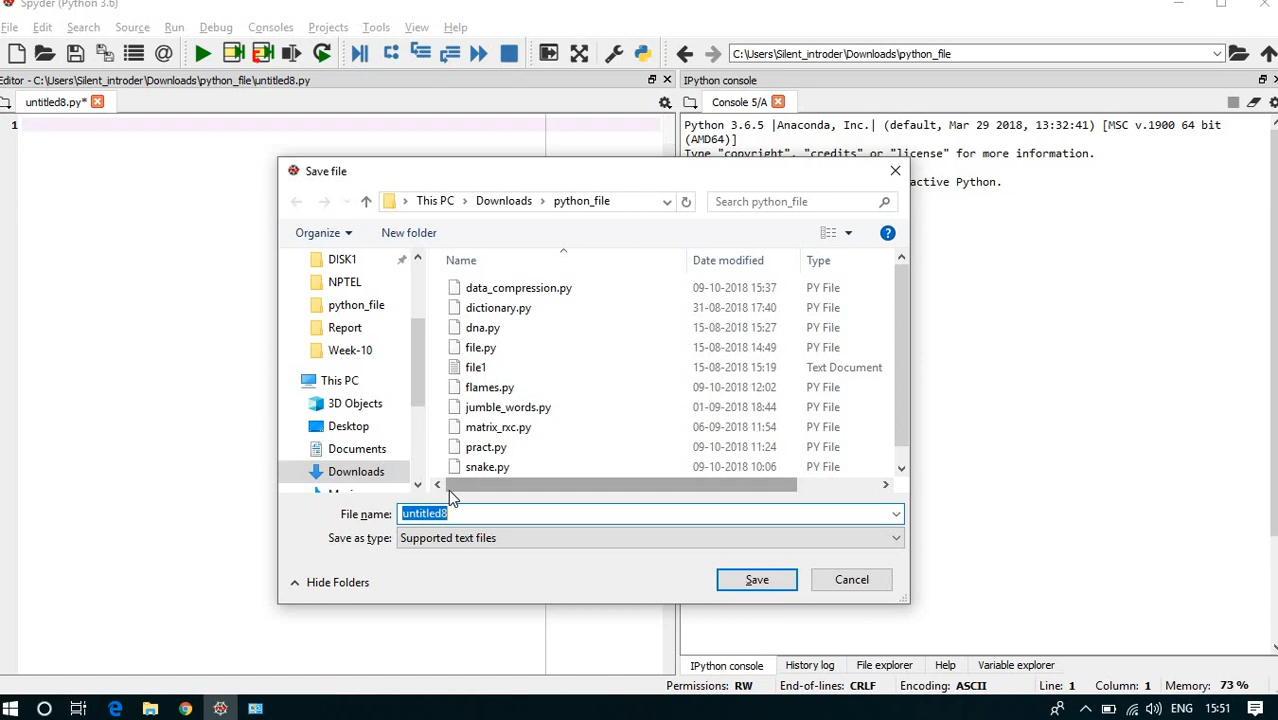 Spyder (Python 3.6)
File Edit Search Source Run Debug Consoles Projects Tools View Help
C:\Users\Silent_introder\Downloads\python_file
Editor - C:\Users\Silent_introder\Downloads\python_file\untitled8.py
IPython console
untitled8.py*
Console 5/A
1
Python 3.6.5 |Anaconda, Inc.| (default, Mar 29 2018, 13:32:41) [MSC v.1900 64 bit
(AMD64)]
Type "copyright", "credits" or "license" for more information.
active Python.
Save file
This PC > Downloads > python_file
Search python_file
Organize
New folder
Name Date modified Type
DISK1
NPTEL
python_file
Report
Week-10
This PC
3D Objects
Desktop
Documents
Downloads
data_compression.py 09-10-2018 15:37 PY File
dictionary.py 31-08-2018 17:40 PY File
dna.py 15-08-2018 15:27 PY File
file.py 15-08-2018 14:49 PY File
file1 15-08-2018 15:19 Text Document
flames.py 09-10-2018 12:02 PY File
jumble_words.py 01-09-2018 18:44 PY File
matrix_rxc.py 06-09-2018 11:54 PY File
pract.py 09-10-2018 11:24 PY File
snake.py 09-10-2018 10:06 PY File
File name: untitled8
Save as type: Supported text files
Hide Folders
Save
Cancel
IPython console History log File explorer Help Variable explorer
Permissions: RW End-of-lines: CRLF Encoding: ASCII Line: 1 Column: 1 Memory: 73 %
ENG 15:51